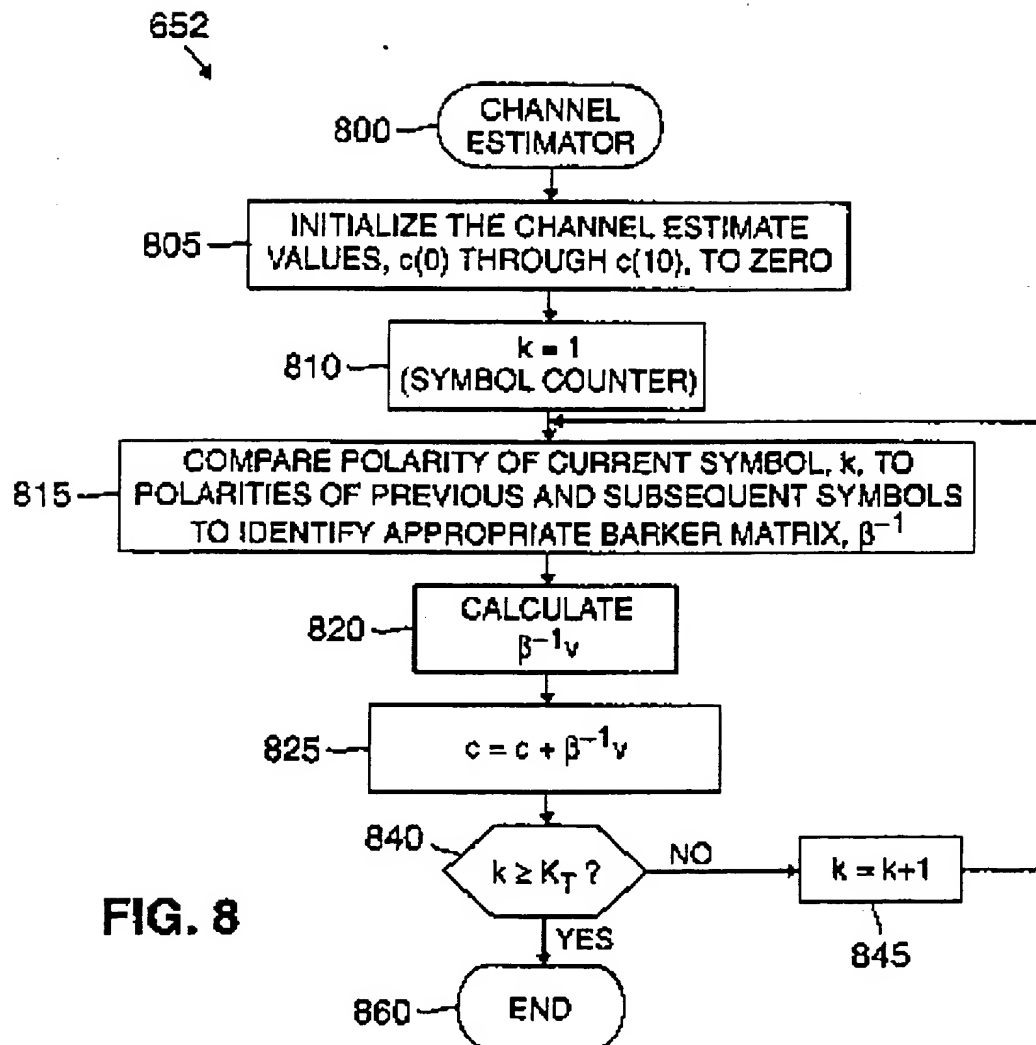 652
800
CHANNEL
ESTIMATOR
805
INITIALIZE THE CHANNEL ESTIMATE
VALUES, c(0) THROUGH c(10), TO ZERO
810
k = 1
(SYMBOL COUNTER)
815
COMPARE POLARITY OF CURRENT SYMBOL, k, TO
POLARITIES OF PREVIOUS AND SUBSEQUENT SYMBOLS
TO IDENTIFY APPROPRIATE BARKER MATRIX, β⁻¹
820
CALCULATE
β⁻¹v
825
c = c + β⁻¹v
840
k ≥ K_T ?
NO
k = k+1
845
YES
FIG. 8
860
END